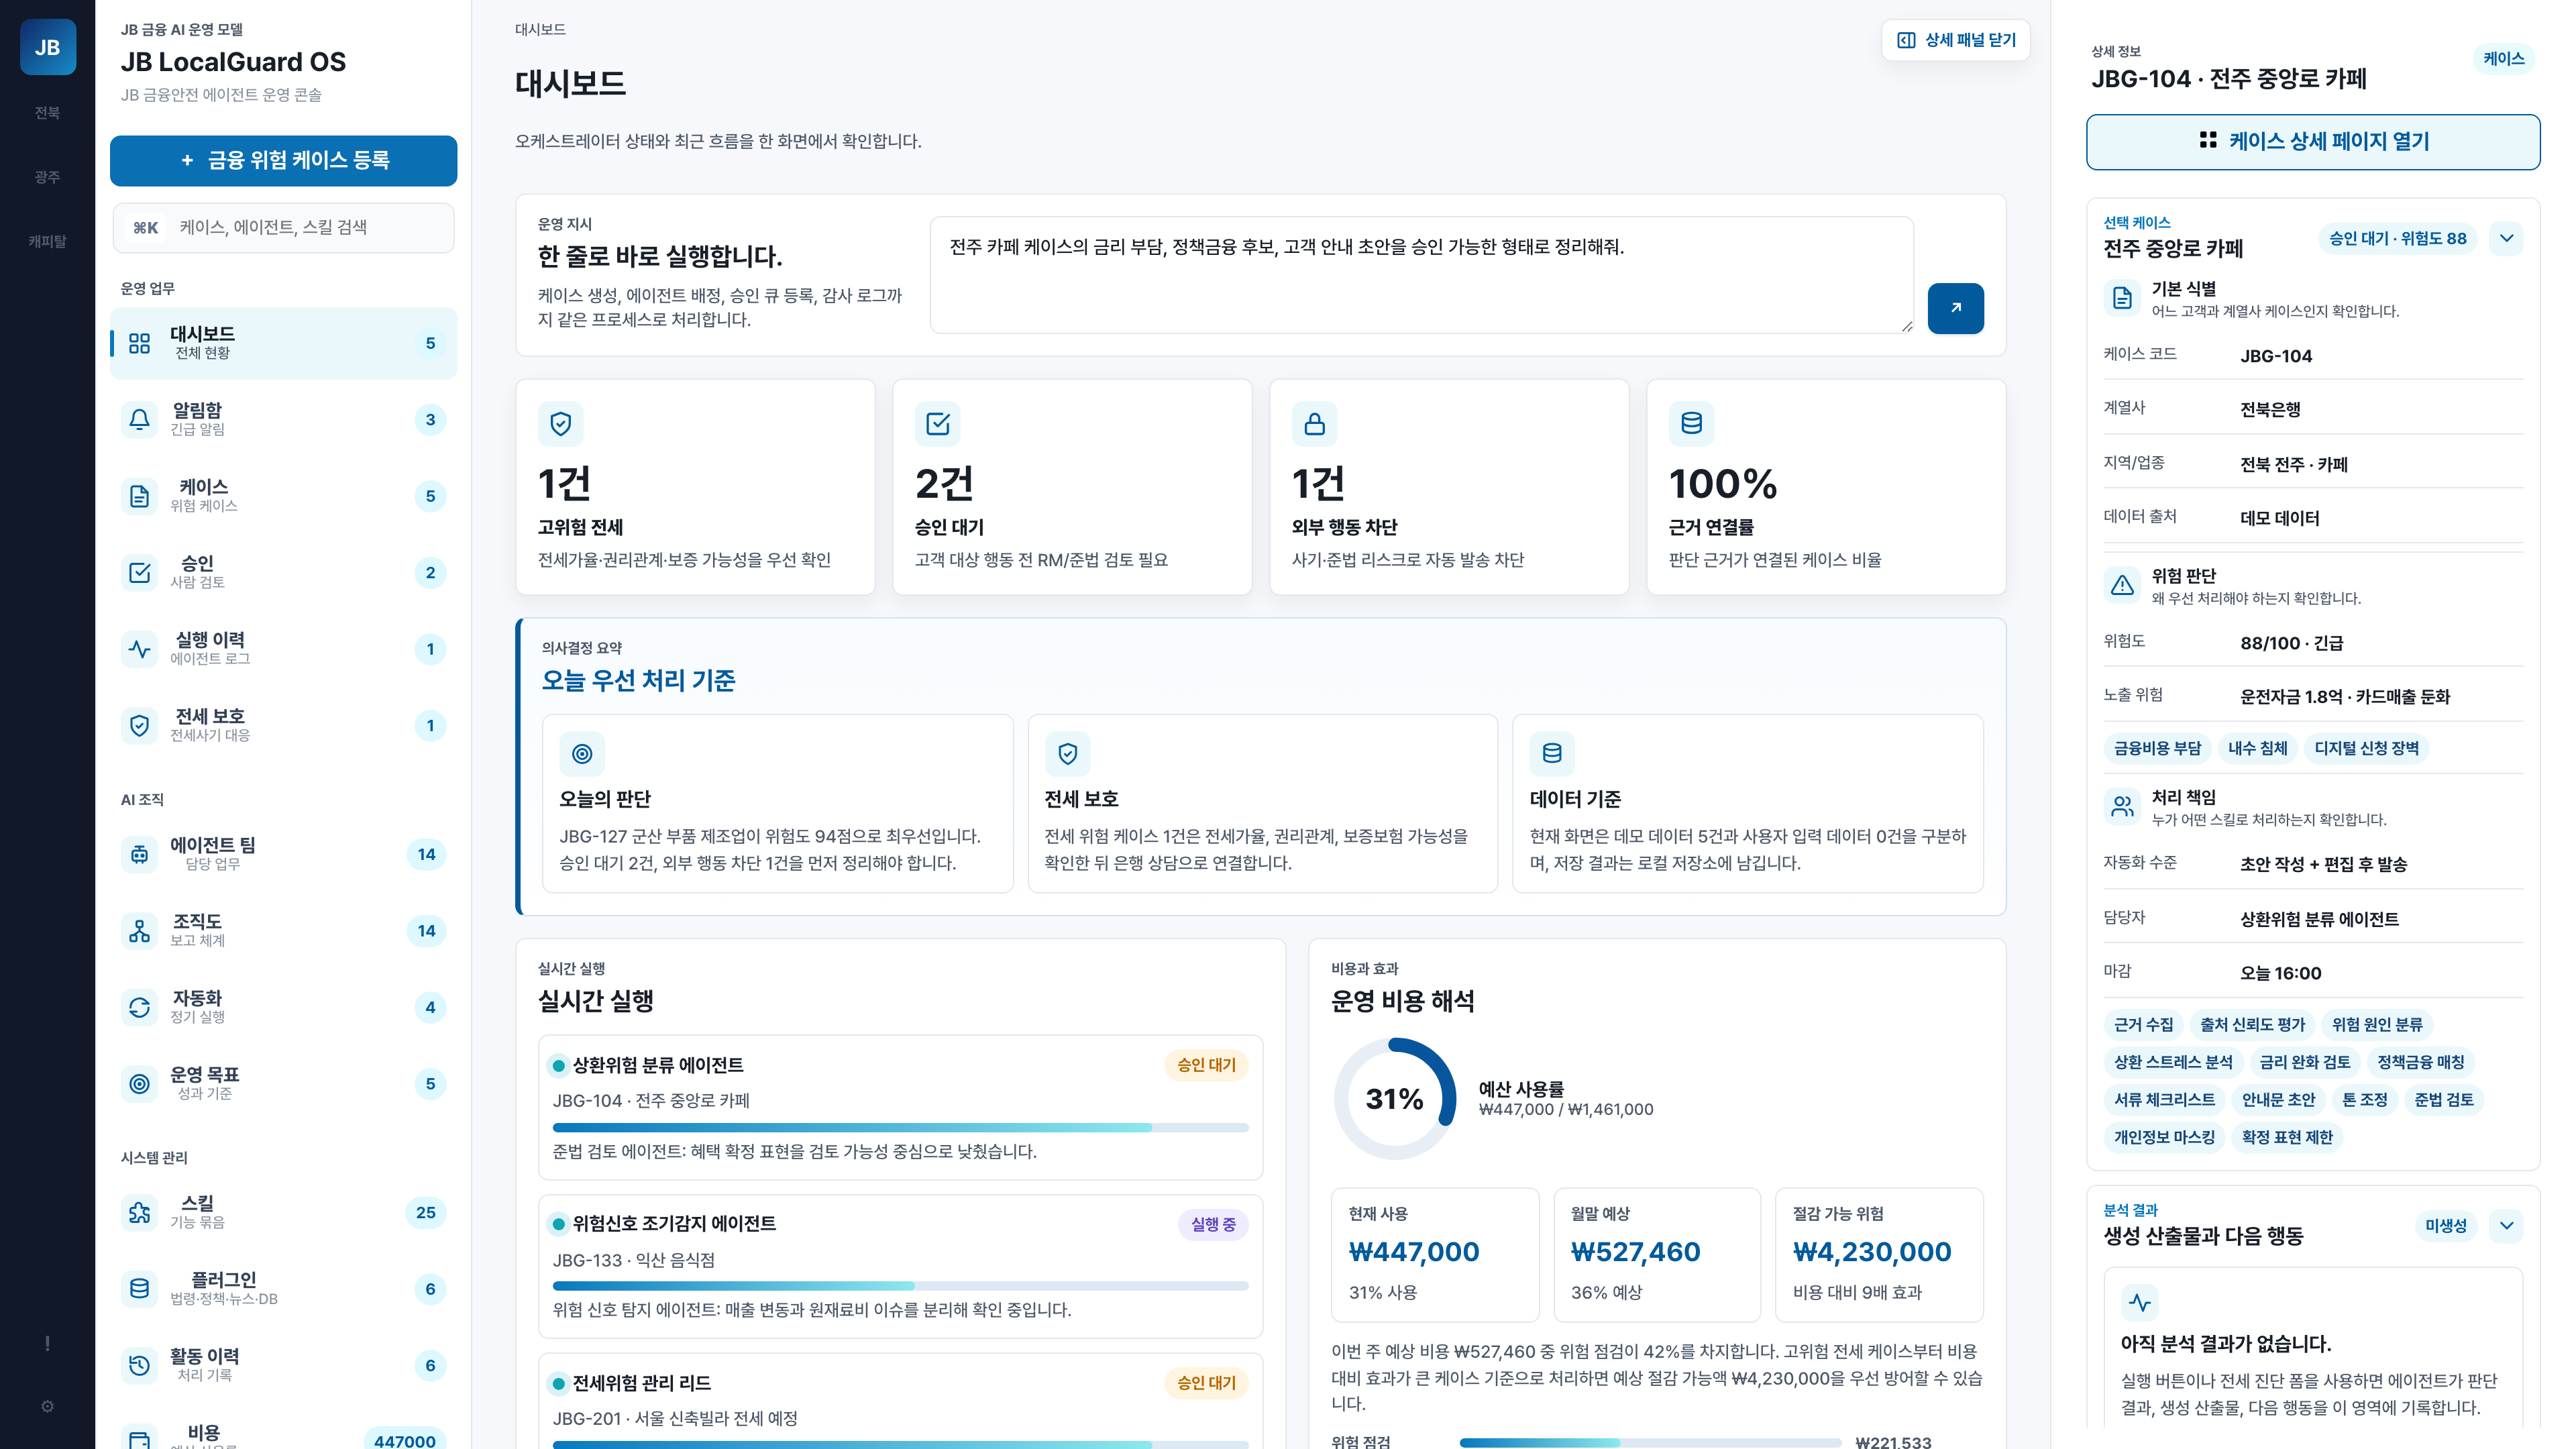 JB
전북
광주
캐피탈
!
JB 금융 AI 운영 모델
JB LocalGuard OS
JB 금융안전 에이전트 운영 콘솔
+ 금융 위험 케이스 등록
⌘K 케이스, 에이전트, 스킬 검색
운영 업무
대시보드
전체 현황
5
알림함
긴급 알림
3
케이스
위험 케이스
5
승인
사람 검토
2
실행 이력
에이전트 로그
1
전세 보호
전세사기 대응
1
AI 조직
에이전트 팀
담당 업무
14
조직도
보고 체계
14
자동화
정기 실행
4
운영 목표
성과 기준
5
시스템 관리
스킬
기능 묶음
25
플러그인
법령·정책·뉴스·DB
6
활동 이력
처리 기록
6
비용
447000
대시보드
상세 패널 닫기
대시보드
오케스트레이터 상태와 최근 흐름을 한 화면에서 확인합니다.
운영 지시
한 줄로 바로 실행합니다.
케이스 생성, 에이전트 배정, 승인 큐 등록, 감사 로그까
지 같은 프로세스로 처리합니다.
전주 카페 케이스의 금리 부담, 정책금융 후보, 고객 안내 초안을 승인 가능한 형태로 정리해줘.
1건
고위험 전세
전세가율·권리관계·보증 가능성을 우선 확인
2건
승인 대기
고객 대상 행동 전 RM/준법 검토 필요
1건
외부 행동 차단
사기·준법 리스크로 자동 발송 차단
100%
근거 연결률
판단 근거가 연결된 케이스 비율
의사결정 요약
오늘 우선 처리 기준
오늘의 판단
JBG-127 군산 부품 제조업이 위험도 94점으로 최우선입니다.
승인 대기 2건, 외부 행동 차단 1건을 먼저 정리해야 합니다.
전세 보호
전세 위험 케이스 1건은 전세가율, 권리관계, 보증보험 가능성을
확인한 뒤 은행 상담으로 연결합니다.
데이터 기준
현재 화면은 데모 데이터 5건과 사용자 입력 데이터 0건을 구분하
며, 저장 결과는 로컬 저장소에 남깁니다.
실시간 실행
실시간 실행
상환위험 분류 에이전트
승인 대기
JBG-104 · 전주 중앙로 카페
준법 검토 에이전트: 혜택 확정 표현을 검토 가능성 중심으로 낮췄습니다.
위험신호 조기감지 에이전트
실행 중
JBG-133 · 익산 음식점
위험 신호 탐지 에이전트: 매출 변동과 원재료비 이슈를 분리해 확인 중입니다.
전세위험 관리 리드
승인 대기
JBG-201 · 서울 신축빌라 전세 예정
비용과 효과
운영 비용 해석
31%
예산 사용률
₩447,000 / ₩1,461,000
현재 사용
₩447,000
31% 사용
월말 예상
₩527,460
36% 예상
절감 가능 위험
₩4,230,000
비용 대비 9배 효과
이번 주 예상 비용 ₩527,460 중 위험 점검이 42%를 차지합니다. 고위험 전세 케이스부터 비용
대비 효과가 큰 케이스 기준으로 처리하면 예상 절감 가능액 ₩4,230,000을 우선 방어할 수 있습
니다.
위험 점검 ₩221,533
상세 정보
JBG-104 · 전주 중앙로 카페
케이스
케이스 상세 페이지 열기
선택 케이스
전주 중앙로 카페
승인 대기 · 위험도 88
기본 식별
어느 고객과 계열사 케이스인지 확인합니다.
케이스 코드 JBG-104
계열사 전북은행
지역/업종 전북 전주 · 카페
데이터 출처 데모 데이터
위험 판단
왜 우선 처리해야 하는지 확인합니다.
위험도 88/100 · 긴급
노출 위험 운전자금 1.8억 · 카드매출 둔화
금융비용 부담 내수 침체 디지털 신청 장벽
처리 책임
누가 어떤 스킬로 처리하는지 확인합니다.
자동화 수준 초안 작성 + 편집 후 발송
담당자 상환위험 분류 에이전트
마감 오늘 16:00
근거 수집 출처 신뢰도 평가 위험 원인 분류
상환 스트레스 분석 금리 완화 검토 정책금융 매칭
서류 체크리스트 안내문 초안 톤 조정 준법 검토
개인정보 마스킹 확정 표현 제한
분석 결과
생성 산출물과 다음 행동
미생성
아직 분석 결과가 없습니다.
실행 버튼이나 전세 진단 폼을 사용하면 에이전트가 판단
결과, 생성 산출물, 다음 행동을 이 영역에 기록합니다.